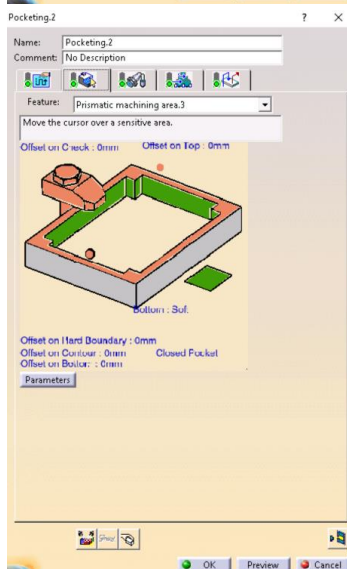 Pocketing.2 ? X
Name: Pocketing.2
Comment: No Description
Feature: Prismatic machining area.3
Move the cursor over a sensitive area.
Offset on Check : 0mm Offset on Top : 0mm
Bottom : Soft
Offset on Hard Boundary : 0mm
Offset on Contour : 0mm Closed Pocket
Offset on Bottom : 0mm
Parameters
OK Preview Cancel